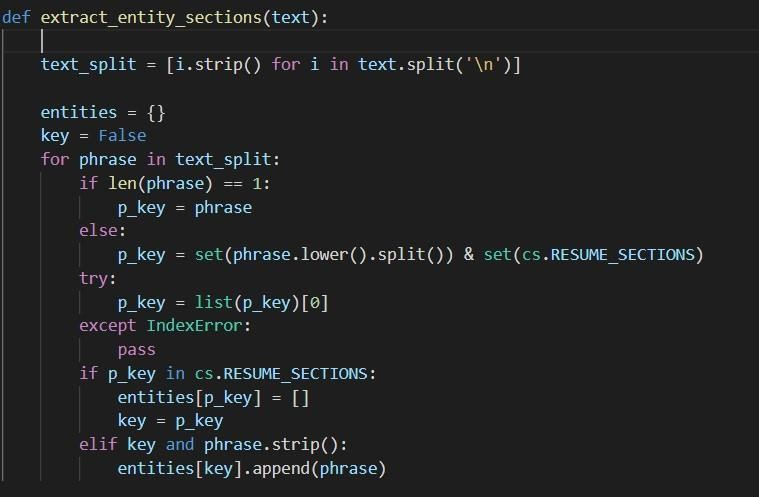 def extract_entity_sections(text):
    text_split = [i.strip() for i in text.split('\n')]
    entities = {}
    key = False
    for phrase in text_split:
        if len(phrase) == 1:
            p_key = phrase
        else:
            p_key = set(phrase.lower().split()) & set(cs.RESUME_SECTIONS)
        try:
            p_key = list(p_key)[0]
        except IndexError:
            pass
        if p_key in cs.RESUME_SECTIONS:
            entities[p_key] = []
            key = p_key
        elif key and phrase.strip():
            entities[key].append(phrase)